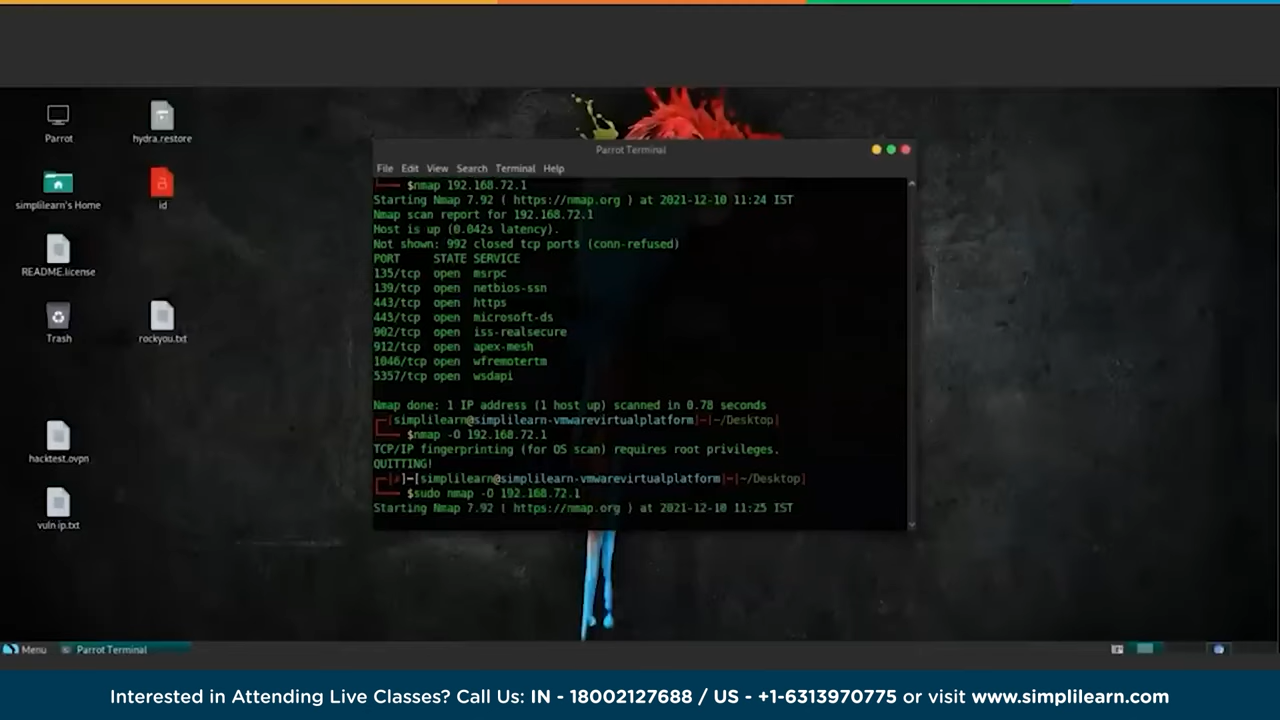 Parrot
hydra.restore
simplilearn's Home
id
README.license
Trash
rockyou.txt
hacktest.ovpn
vuln ip.txt
Parrot Terminal
File Edit View Search Terminal Help
$nmap 192.168.72.1
Starting Nmap 7.92 ( https://nmap.org ) at 2021-12-10 11:24 IST
Nmap scan report for 192.168.72.1
Host is up (0.042s latency).
Not shown: 992 closed tcp ports (conn-refused)
PORT STATE SERVICE
135/tcp open msrpc
139/tcp open netbios-ssn
443/tcp open https
445/tcp open microsoft-ds
902/tcp open iss-realsecure
912/tcp open apex-mesh
1046/tcp open wfremotertm
5357/tcp open wsdapi
Nmap done: 1 IP address (1 host up) scanned in 0.78 seconds
[simplilearn@simplilearn-vmwarevirtualplatform]-[~/Desktop]
$nmap -O 192.168.72.1
TCP/IP fingerprinting (for OS scan) requires root privileges.
QUITTING!
[✗]-[simplilearn@simplilearn-vmwarevirtualplatform]-[~/Desktop]
$sudo nmap -O 192.168.72.1
Starting Nmap 7.92 ( https://nmap.org ) at 2021-12-10 11:25 IST
Menu Parrot Terminal
Interested in Attending Live Classes? Call Us: IN - 18002127688 / US - +1-6313970775 or visit www.simplilearn.com